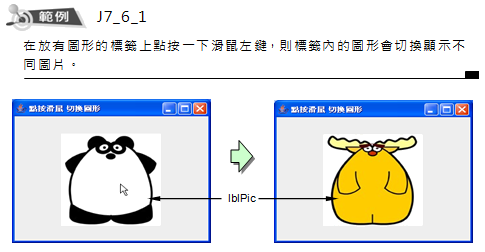 範例 J7_6_1
在放有圖形的標籤上點按一下滑鼠左鍵，則標籤內的圖形會切換顯示不
同圖片。
點按滑鼠 切換圖形
點按滑鼠 切換圖形
lblPic